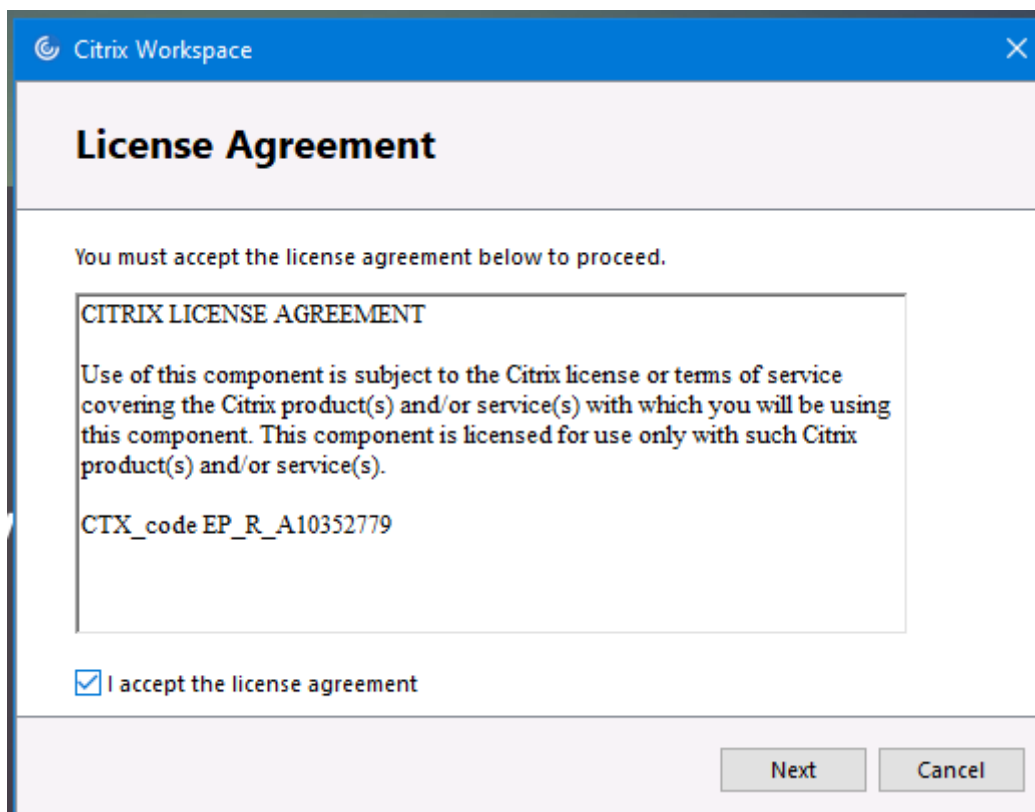 Citrix Workspace
License Agreement
You must accept the license agreement below to proceed.
CITRIX LICENSE AGREEMENT
Use of this component is subject to the Citrix license or terms of service
covering the Citrix product(s) and/or service(s) with which you will be using
this component. This component is licensed for use only with such Citrix
product(s) and/or service(s).
CTX_code EP_R_A10352779
I accept the license agreement
Next
Cancel